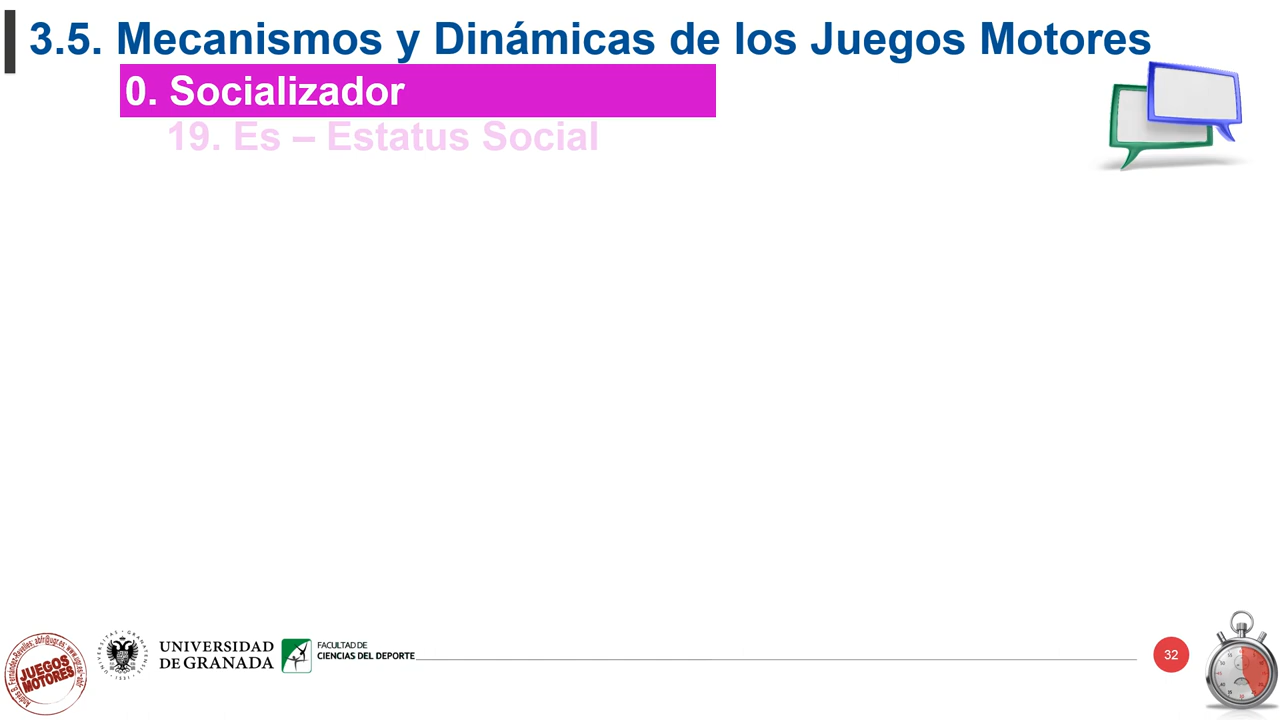 3.5. Mecanismos y Dinámicas de los Juegos Motores
0. Socializador
19. Es – Estatus Social
UNIVERSIDAD
DE GRANADA
FACULTAD DE
CIENCIAS DEL DEPORTE
32
JUEGOS
MOTORES